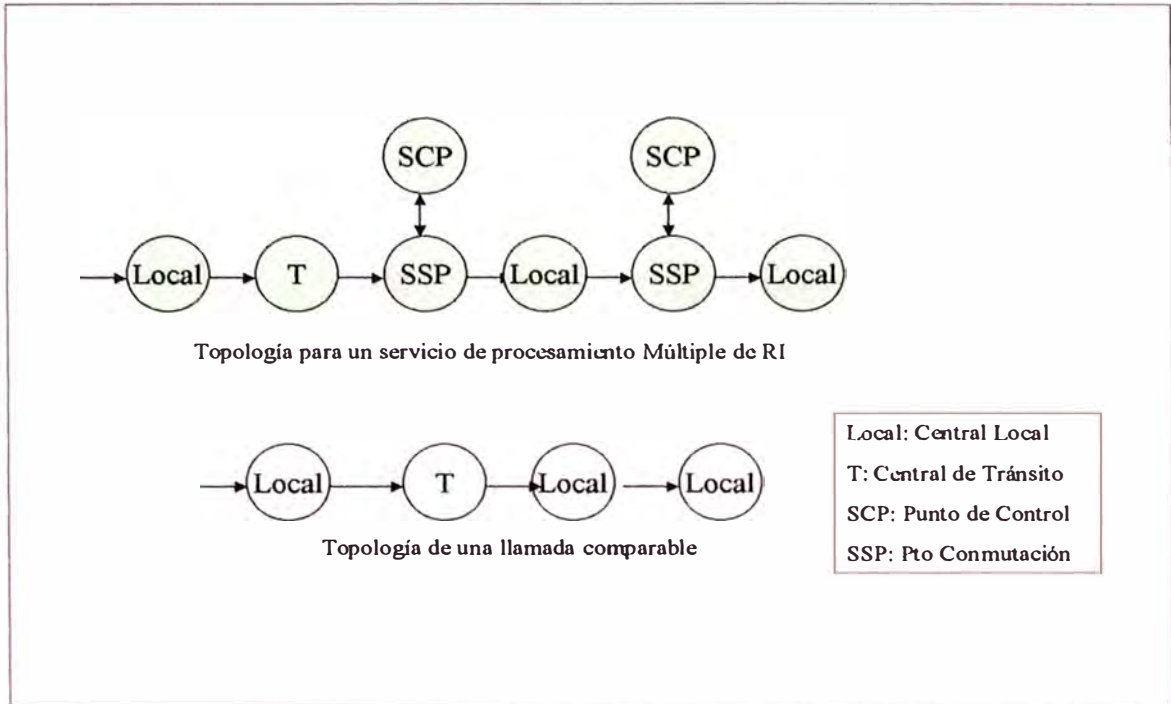 SCP SCP
Local T SSP Local SSP Local
Topología para un servicio de procesamiento Múltiple de RI
Local T Local Local
Topología de una llamada comparable
Local: Central Local
T: Central de Tránsito
SCP: Punto de Control
SSP: Pto Conmutación